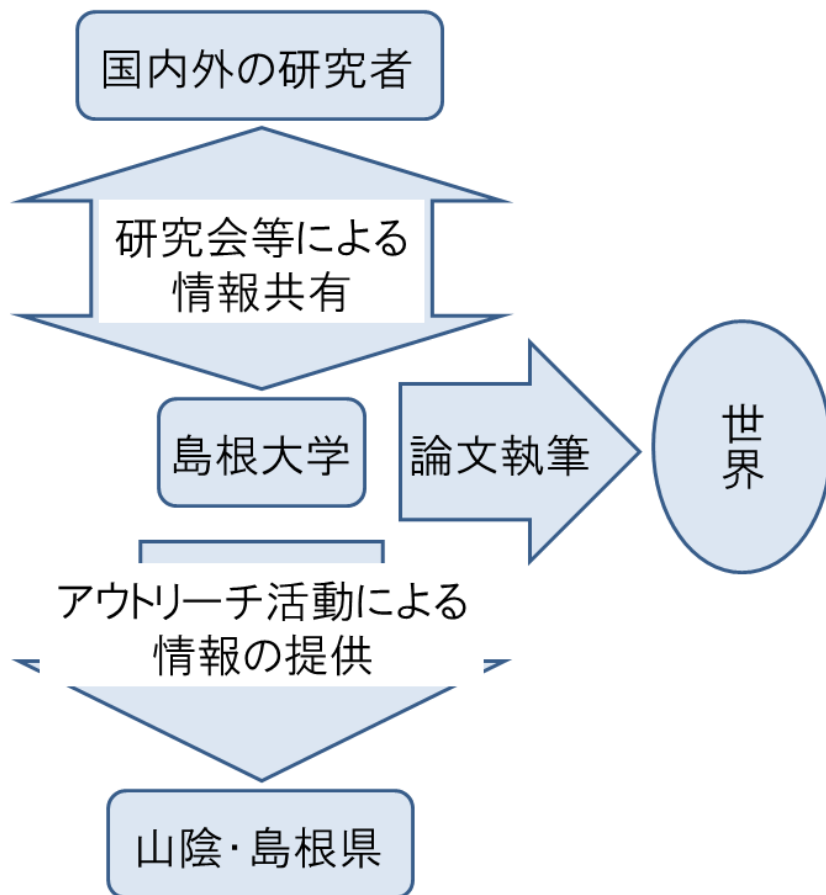 国内外の研究者
研究会等による
情報共有
島根大学
論文執筆
世
界
アウトリーチ活動による
情報の提供
山陰・島根県